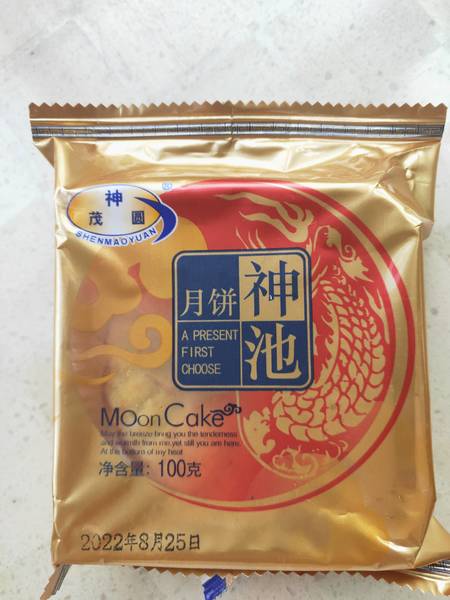 神
茂 圓
®
SHENMAOYUAN
月饼
神池
A PRESENT
FIRST
CHOOSE
MOon Cake
May the breeze bring you the tenderness
and warmth from me,yet still you are here
At the bottom of my heat
净含量：100克
2022年8月25日